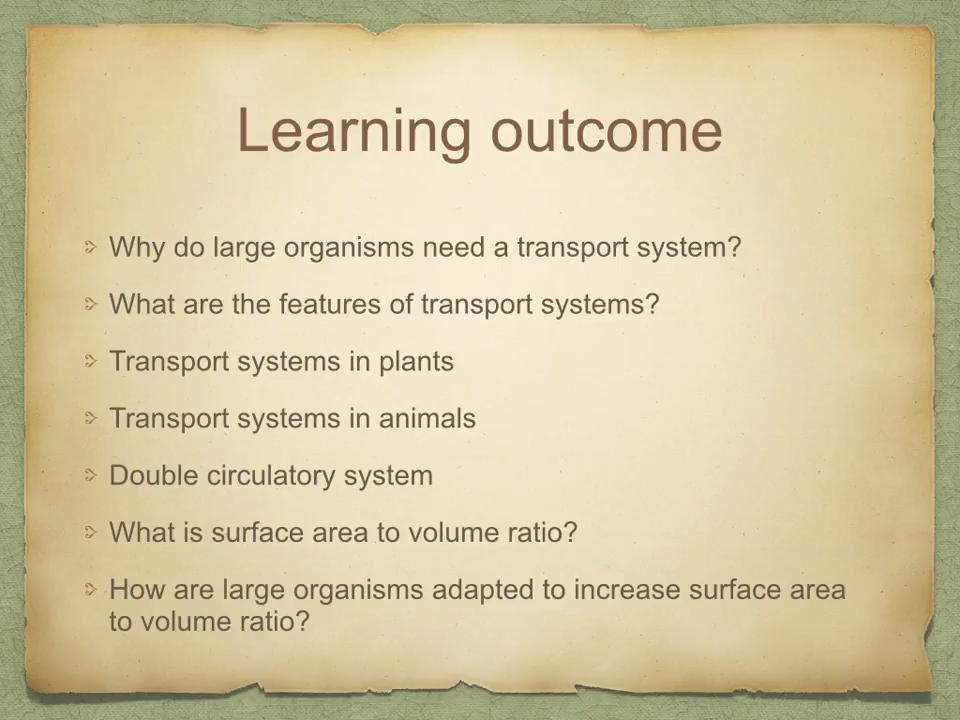 Learning outcome
Why do large organisms need a transport system?
What are the features of transport systems?
Transport systems in plants
Transport systems in animals
Double circulatory system
What is surface area to volume ratio?
How are large organisms adapted to increase surface area
to volume ratio?